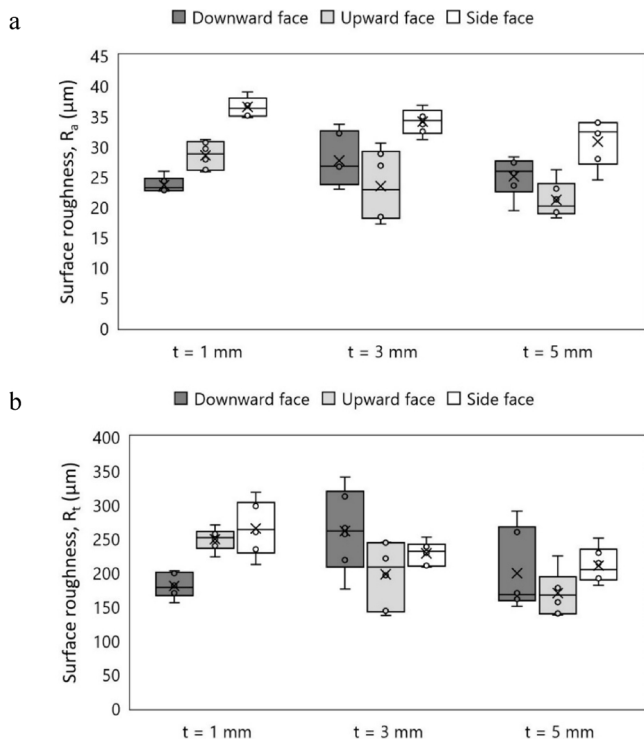 a
Downward face Upward face Side face
Surface roughness, Rₐ (µm)
45
40
35
30
25
20
15
10
5
0
t = 1 mm t = 3 mm t = 5 mm
b
Downward face Upward face Side face
Surface roughness, Rₜ (µm)
400
350
300
250
200
150
100
50
0
t = 1 mm t = 3 mm t = 5 mm